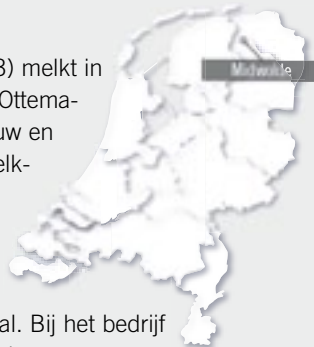 3) melkt in
Midwolde
Ottema-
uw en
elk-
al. Bij het bedrijf